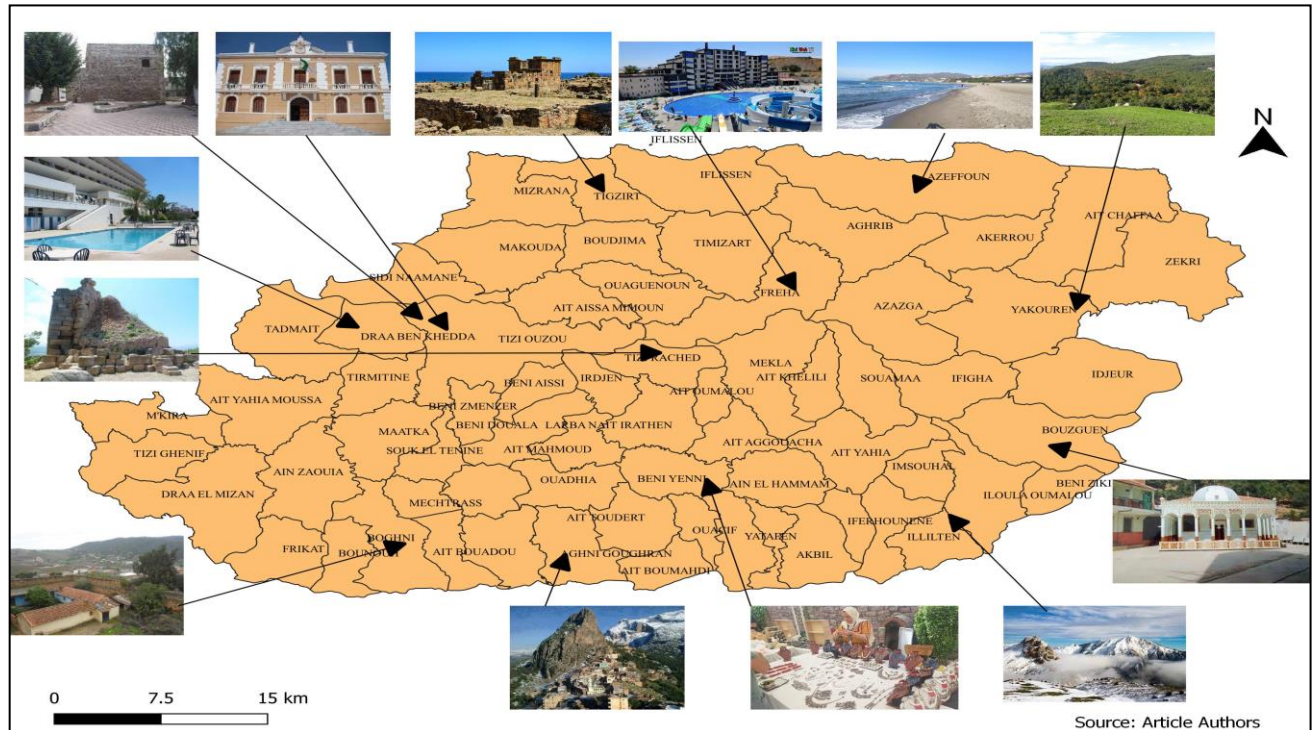 N
IFLISSEN
IFLISSEN
AZEFFOUN
MIZRANA
TIGZIRT
AIT CHAFFAA
AGHRIB
AKERROU
MAKOUDA
BOUDJIMA
TIMIZART
ZEKRI
SIDI NAAMANE
OUAGUENOUN
FREHA
AZAZGA
YAKOUREN
AIT AISSA MIMOUN
TADMAIT
DRAA BEN KHEDDA
TIZI OUZOU
TIZI RACHED
MEKLA
TIRMITINE
BENI AISSI
IRDJEN
AIT KHELILI
SOUAMAA
IFIGHA
IDJEUR
AIT OUMALOU
AIT YAHIA MOUSSA
BENI ZMENZER
M'KIRA
BENI DOUALA
LARBA NAIT IRATHEN
BOUZGUEN
MAATKA
AIT AGGOUACHA
TIZI GHENIF
SOUK EL TENINE
AIT MAHMOUD
AIT YAHIA
IMSOUHAL
AIN ZAOUIA
OUADHIA
BENI YENNI
AIN EL HAMMAM
BENI ZIKI
DRAA EL MIZAN
MECHTRASS
ILOULA OUMALOU
AIT TOUDERT
IFERHOUNENE
BOGHNI
OUACIF
YATAFEN
ILLILTEN
FRIKAT
BOUNOUH
AIT BOUADOU
AGHNI GOUGHRAN
AKBIL
AIT BOUMAHDI
0 7.5 15 km
Source: Article Authors